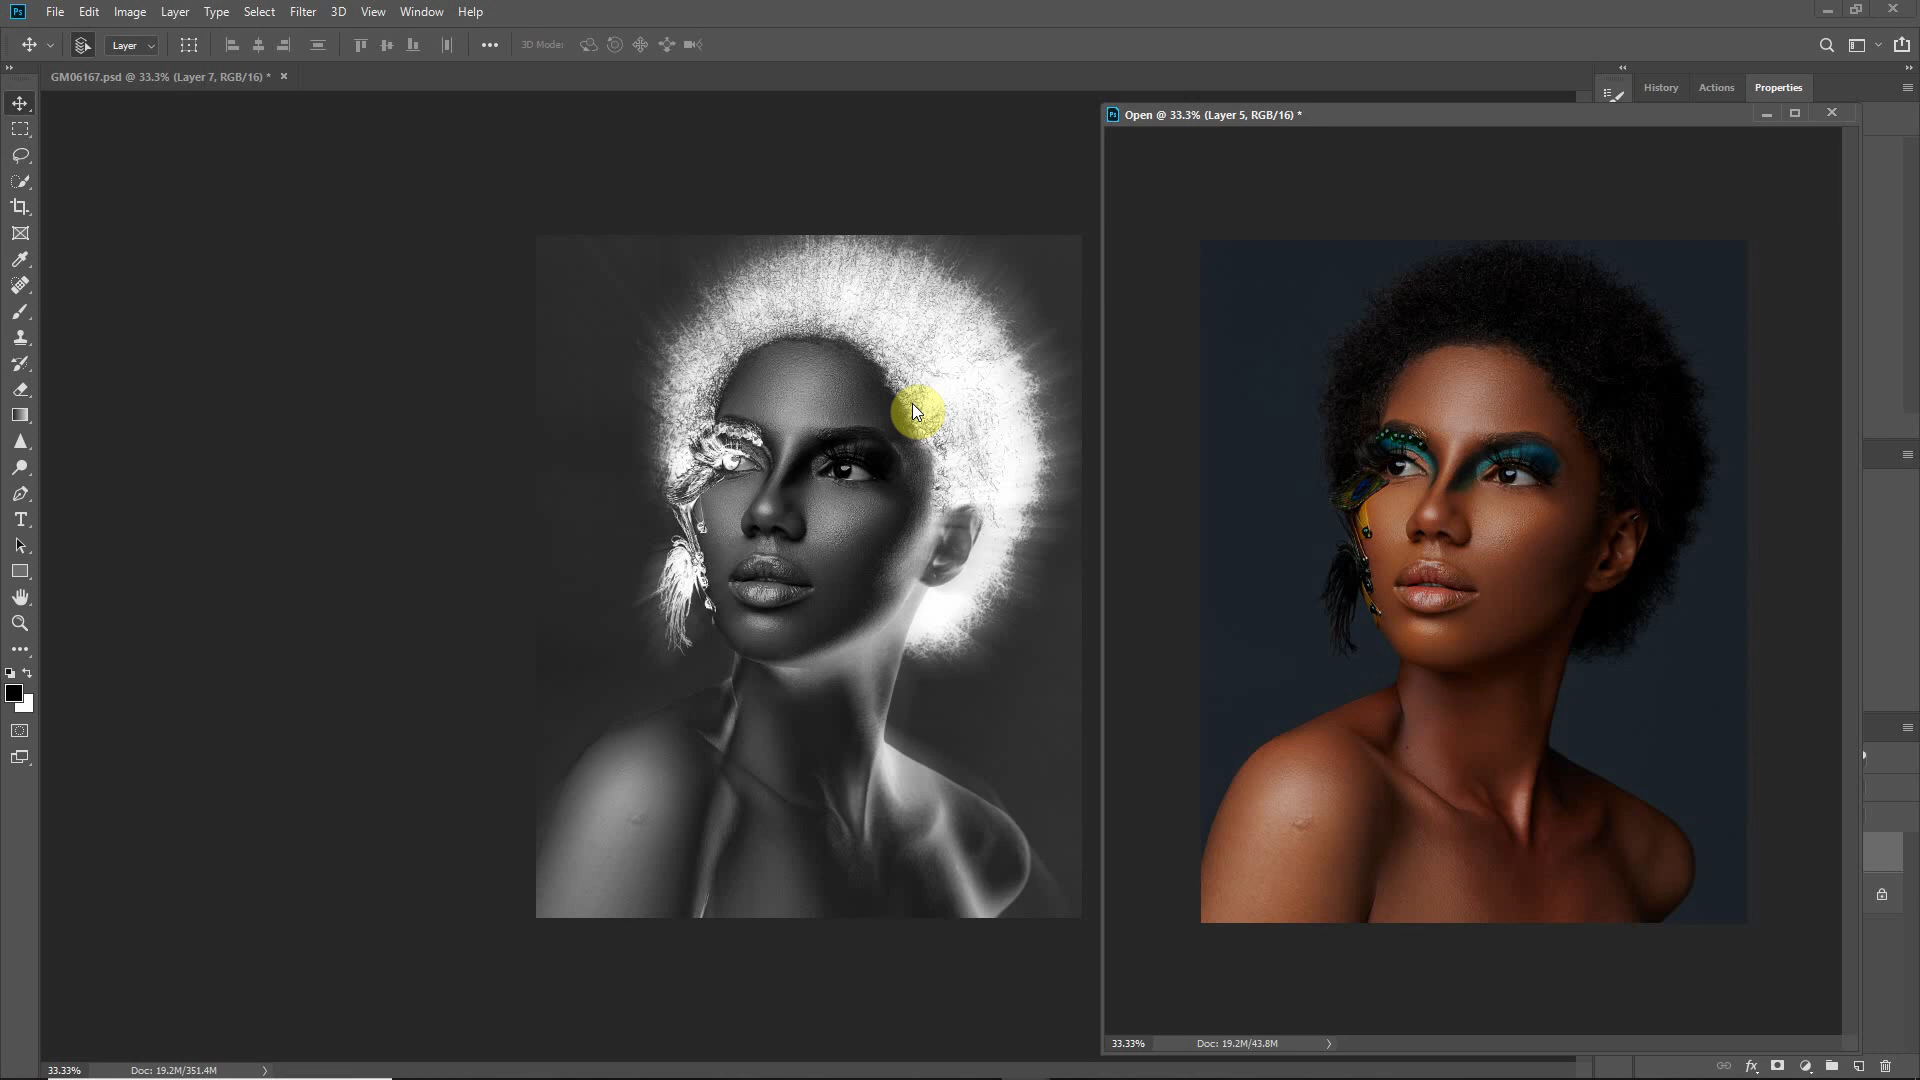 Ps File Edit Image Layer Type Select Filter 3D View Window Help
Layer 3D Mode:
GM06167.psd @ 33.3% (Layer 7, RGB/16) *
History Actions Properties
Ps Open @ 33.3% (Layer 5, RGB/16) *
T
33.33% Doc: 19.2M/43.8M
33.33% Doc: 19.2M/351.4M
fx